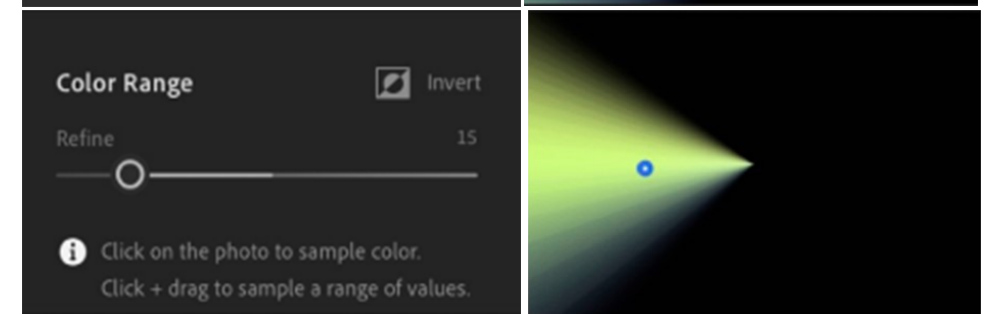 Color Range
Invert
Refine
15
Click on the photo to sample color.
Click + drag to sample a range of values.